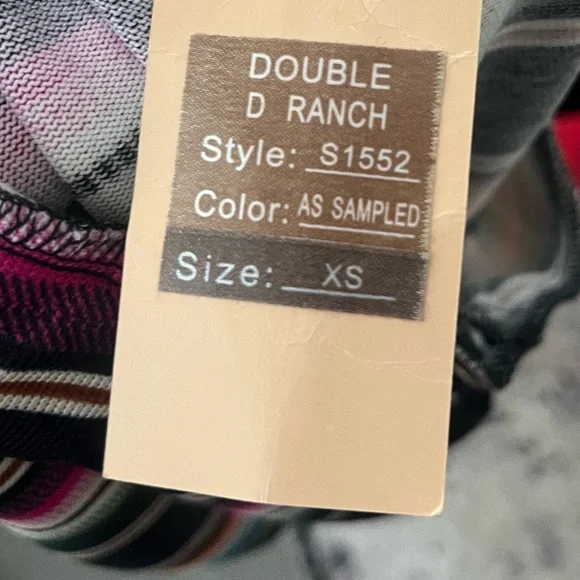 DOUBLE
D RANCH
Style: S1552
Color: AS SAMPLED
Size: XS